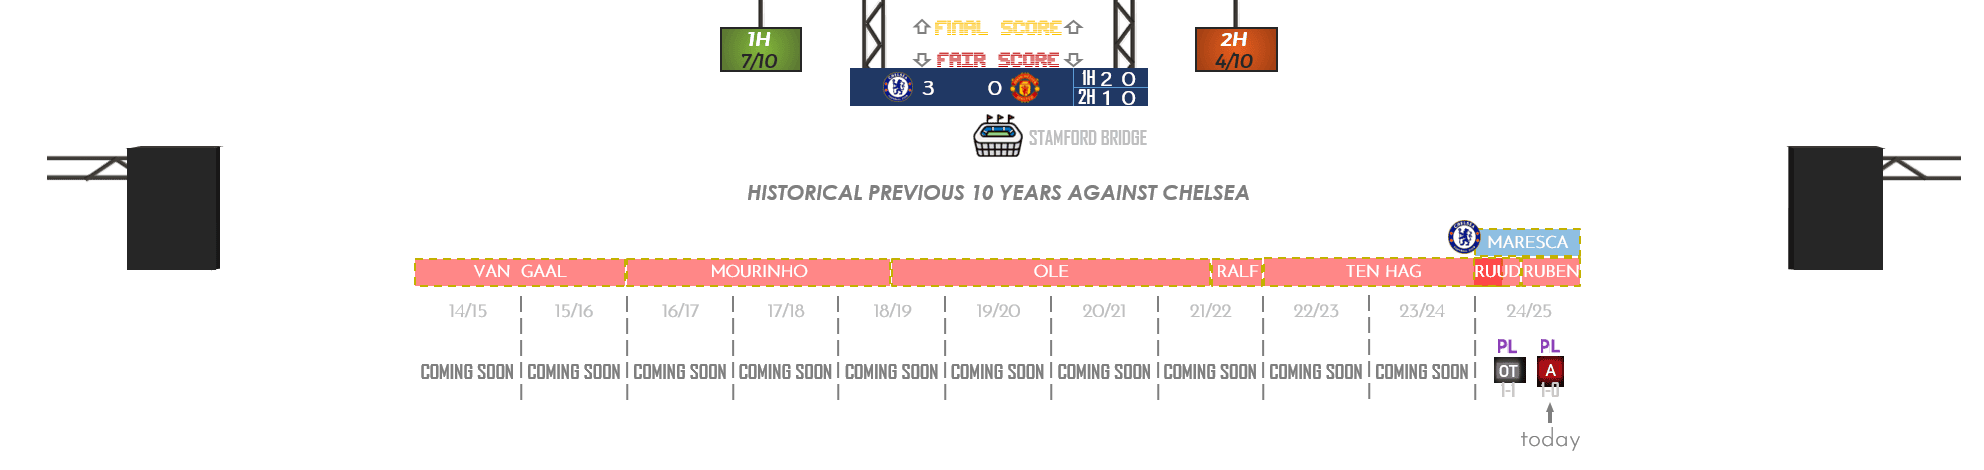 FINAL SCORE
FAIR SCORE
1H
7/10
2H
4/10
3 0
1H 2 0
2H 1 0
STAMFORD BRIDGE
HISTORICAL PREVIOUS 10 YEARS AGAINST CHELSEA
MARESCA
VAN GAAL MOURINHO OLE RALF TEN HAG RUUD RUBEN
14/15 15/16 16/17 17/18 18/19 19/20 20/21 21/22 22/23 23/24 24/25
PL PL
COMING SOON COMING SOON COMING SOON COMING SOON COMING SOON COMING SOON COMING SOON COMING SOON COMING SOON COMING SOON OT A
1-1 1-0
today